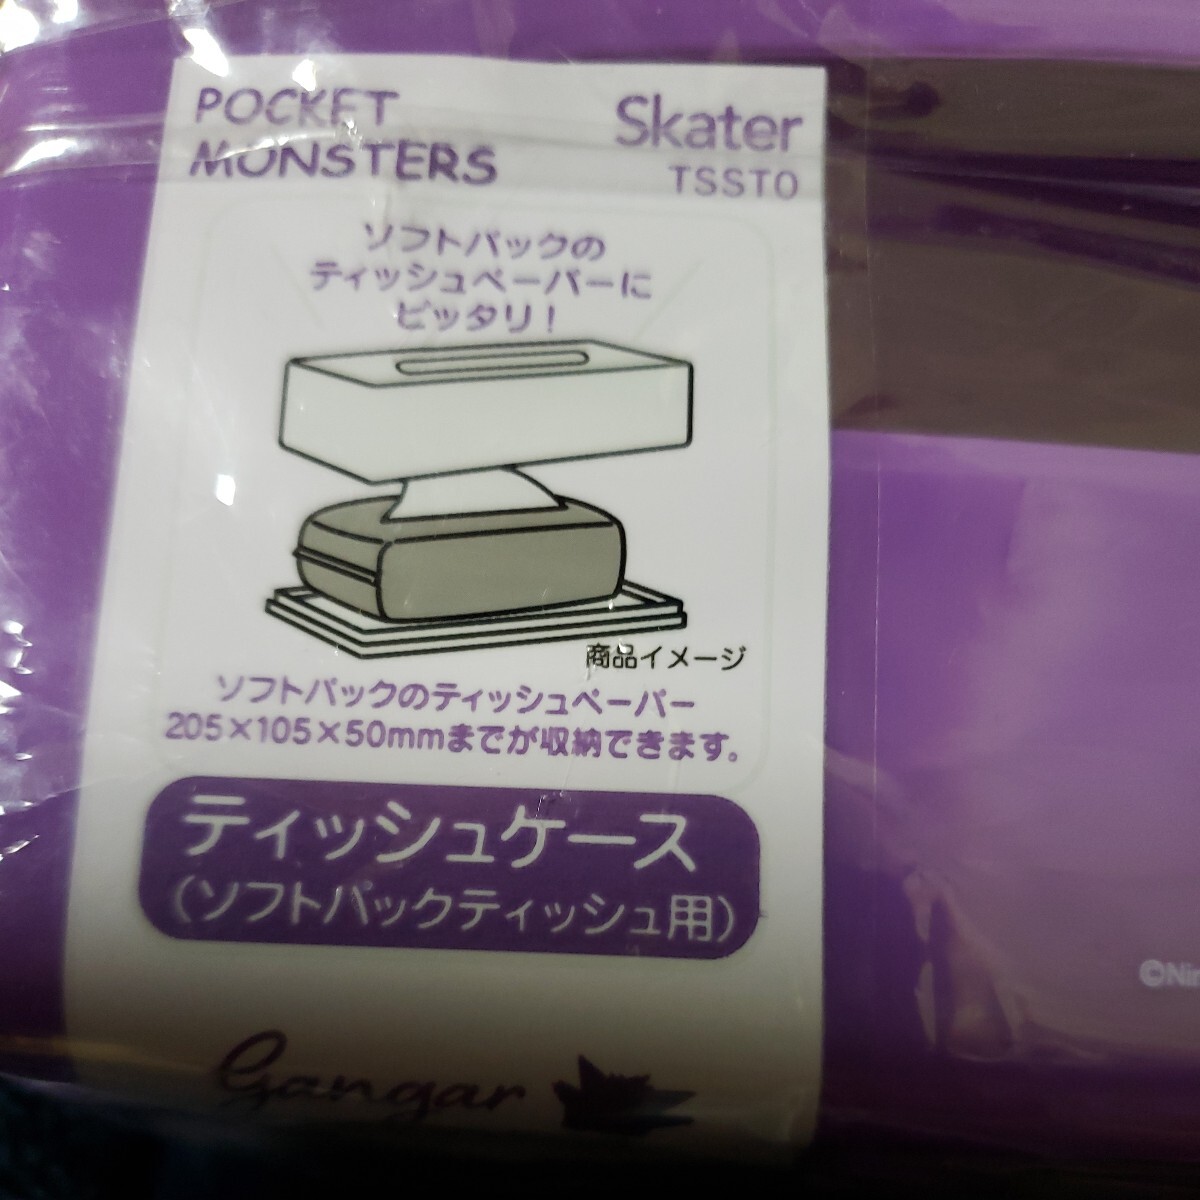 POCKET
MONSTERS
Skater
TSST0
ソフトパックの
ティッシュペーパーに
ピッタリ!
商品イメージ
ソフトパックのティッシュペーパー
205×105×50mmまでが収納できます。
ティッシュケース
(ソフトパックティッシュ用)
Gangar
©Nin